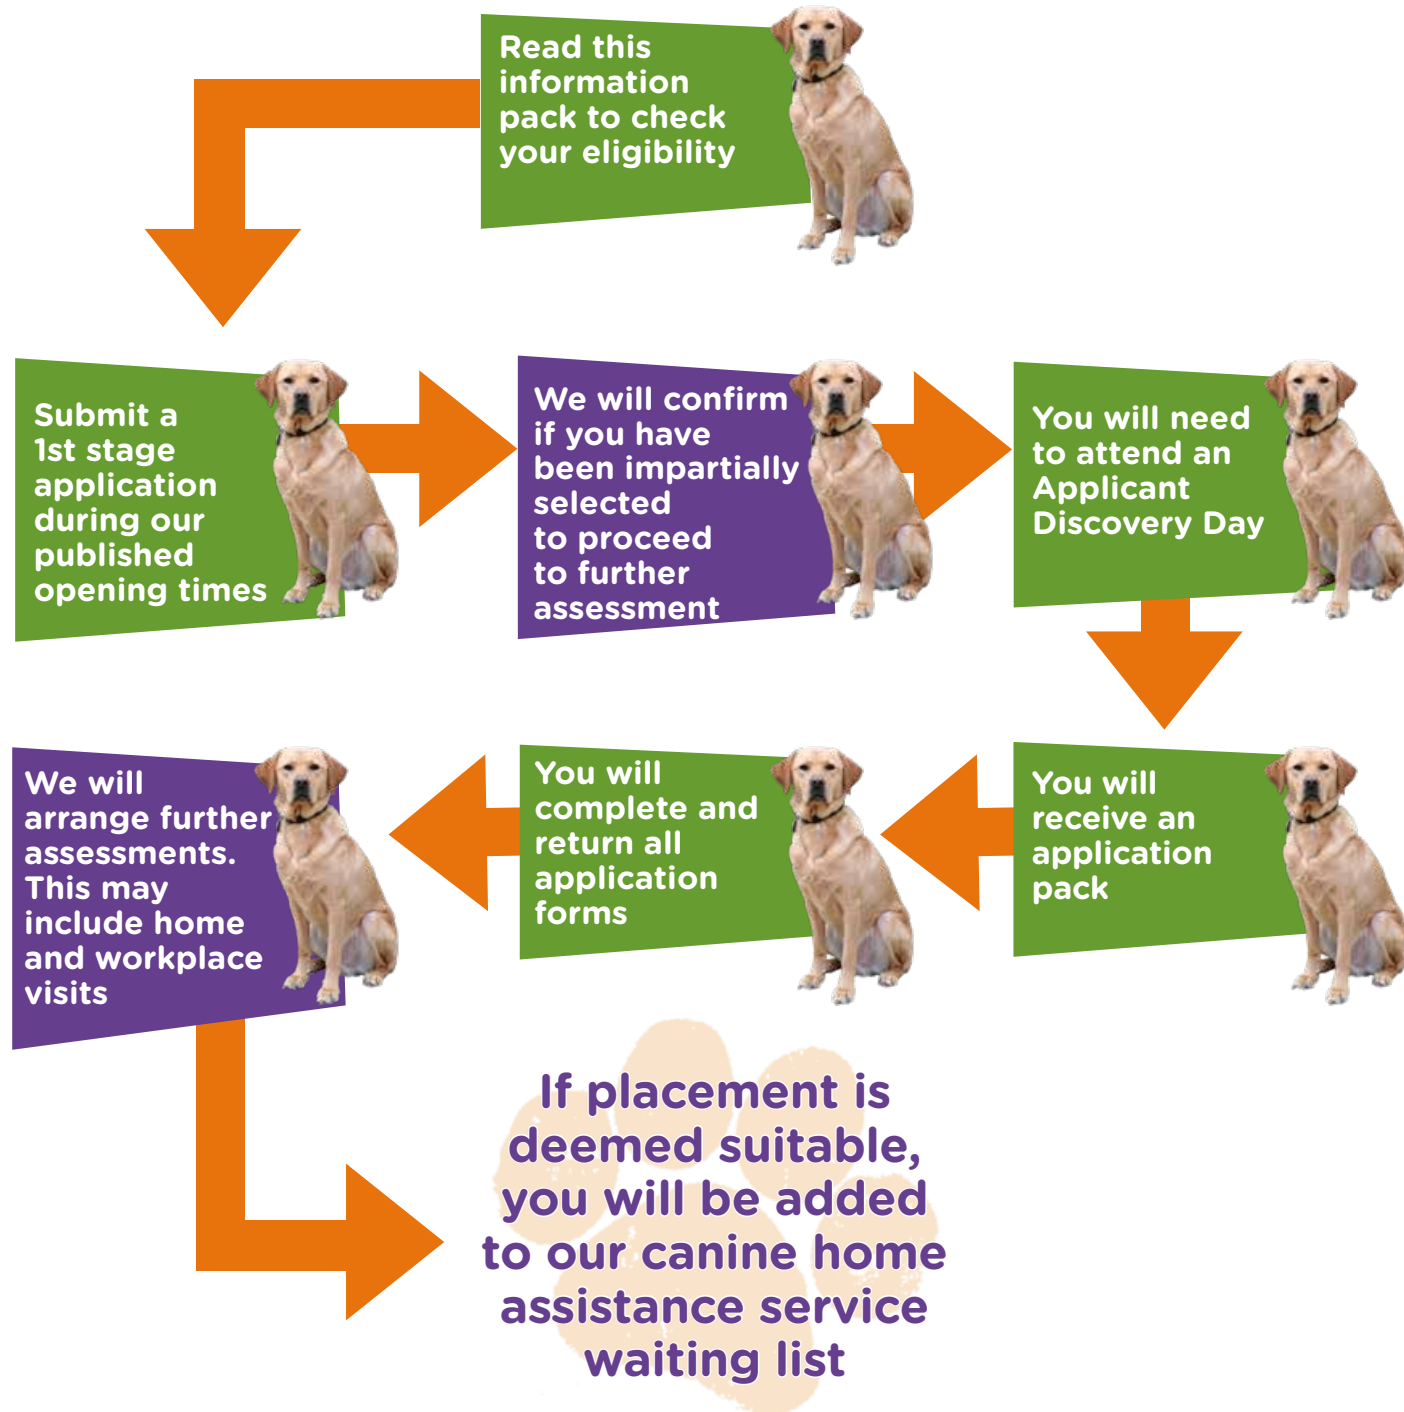 Read this
information
pack to check
your eligibility
Submit a
1st stage
application
during our
published
opening times
We will confirm
if you have
been impartially
selected
to proceed
to further
assessment
You will need
to attend an
Applicant
Discovery Day
You will
receive an
application
pack
You will
complete and
return all
application
forms
We will
arrange further
assessments.
This may
include home
and workplace
visits
If placement is
deemed suitable,
you will be added
to our canine home
assistance service
waiting list